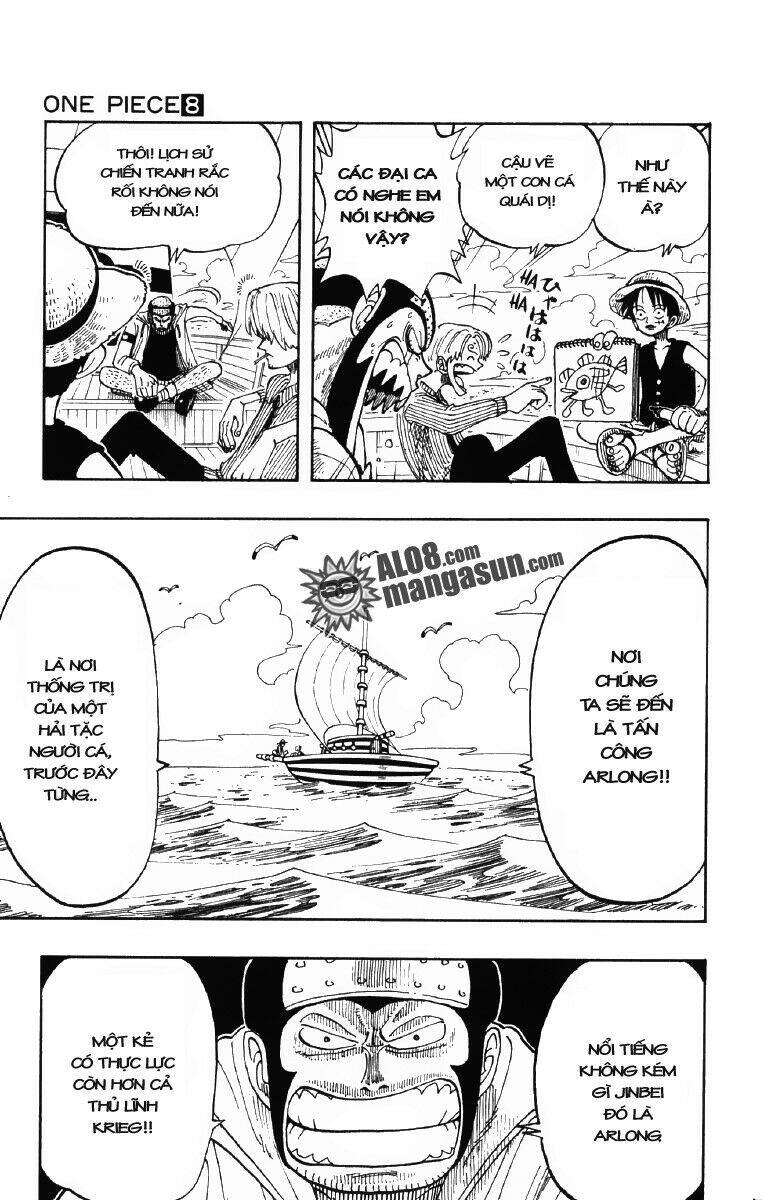 ONE PIECE 8
NHƯ
THẾ NÀY
À?
CẬU VẼ
MỘT CON CÁ
QUÁI DỊ!
CÁC ĐẠI CA
CÓ NGHE EM
NÓI KHÔNG
VẬY?
HA
HA
ひゃはははは
THÔI! LỊCH SỬ
CHIẾN TRANH RẮC
RỐI KHÔNG NÓI
ĐẾN NỮA!
AL08.com
mangasun.com
NƠI
CHÚNG
TA SẼ ĐẾN
LÀ TẤN
CÔNG
ARLONG!!
LÀ NƠI
THỐNG TRỊ
CỦA MỘT
HẢI TẶC
NGƯỜI CÁ,
TRƯỚC ĐÂY
TỪNG..
NỔI TIẾNG
KHÔNG KÉM
GÌ JINBEI
ĐÓ LÀ
ARLONG
MỘT KẺ
CÓ THỰC LỰC
CÒN HƠN CẢ
THỦ LĨNH
KRIEG!!